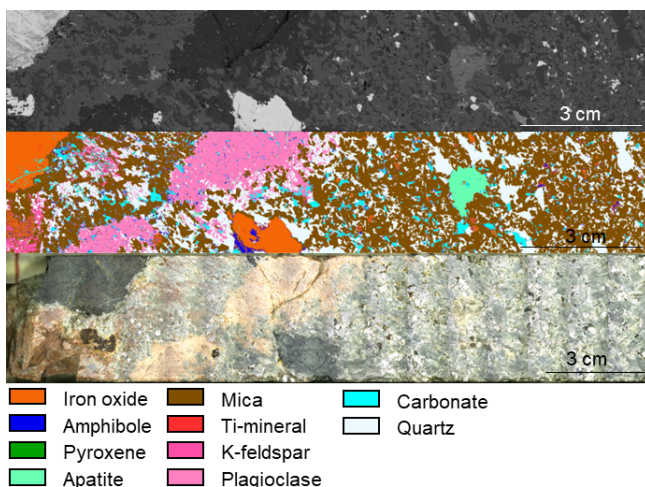 3 cm
3 cm
3 cm
Iron oxide
Mica
Carbonate
Amphibole
Ti-mineral
Quartz
Pyroxene
K-feldspar
Apatite
Plagioclase